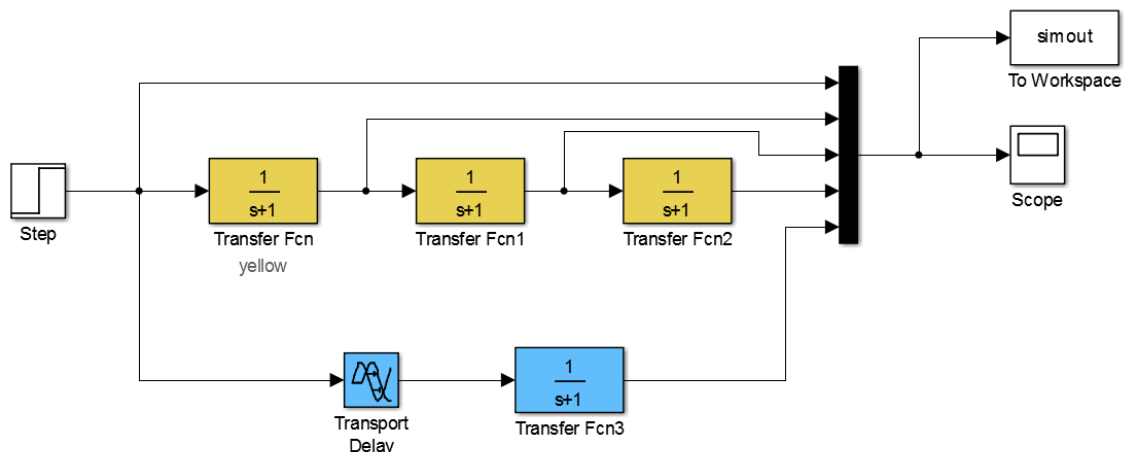 simout
To Workspace
Step
1
s+1
Transfer Fcn
yellow
1
s+1
Transfer Fcn1
1
s+1
Transfer Fcn2
Scope
Transport
Delay
1
s+1
Transfer Fcn3